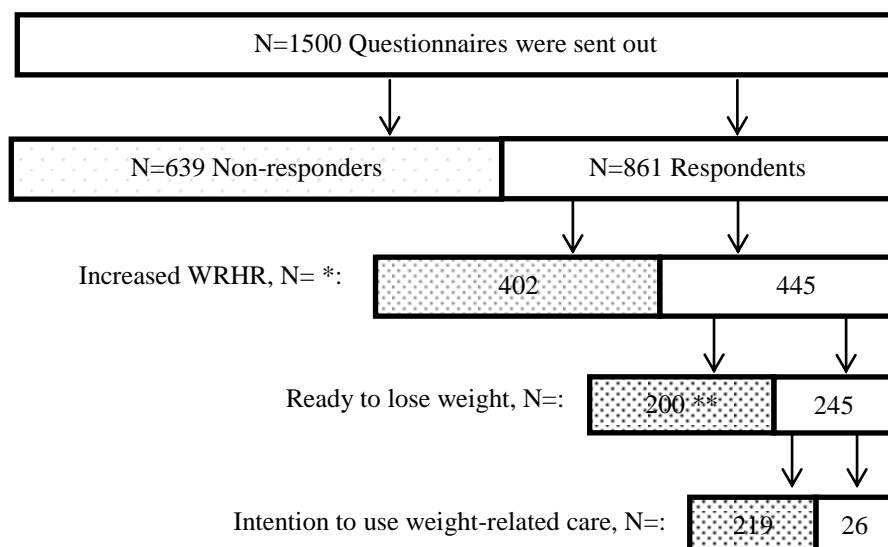 N=1500 Questionnaires were sent out
N=639 Non-responders N=861 Respondents
Increased WRHR, N= *: 402 445
Ready to lose weight, N=: 200 ** 245
Intention to use weight-related care, N=: 219 26